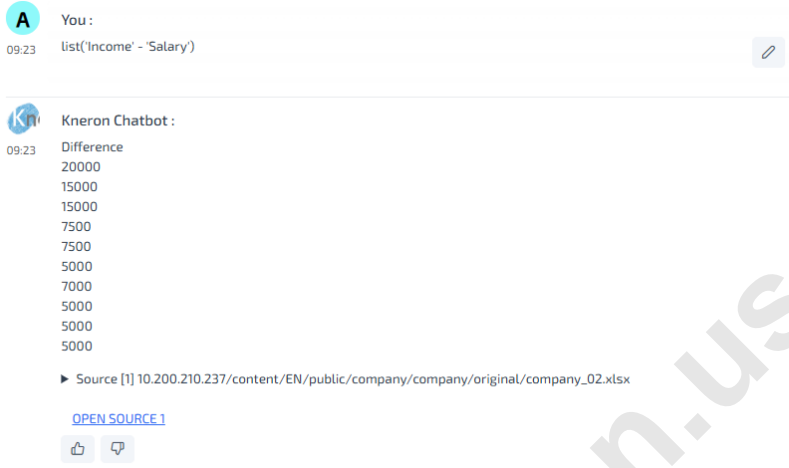 A
You :
09:23
list('Income' - 'Salary')
Kn
Kneron Chatbot :
09:23
Difference
20000
15000
15000
7500
7500
5000
7000
5000
5000
5000
▶ Source [1] 10.200.210.237/content/EN/public/company/company/original/company_02.xlsx
OPEN SOURCE 1
n.us